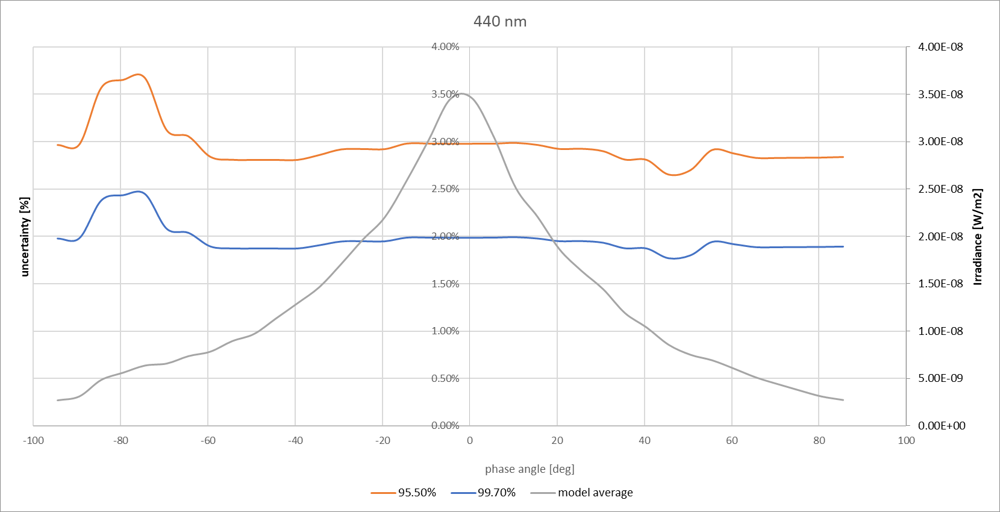 440 nm
4.00%
3.50%
3.00%
2.50%
2.00%
1.50%
1.00%
0.50%
0.00%
4.00E-08
3.50E-08
3.00E-08
2.50E-08
2.00E-08
1.50E-08
1.00E-08
5.00E-09
0.00E+00
uncertainty [%]
Irradiance [W/m2]
-100 -80 -60 -40 -20 0 20 40 60 80 100
phase angle [deg]
95.50% 99.70% model average